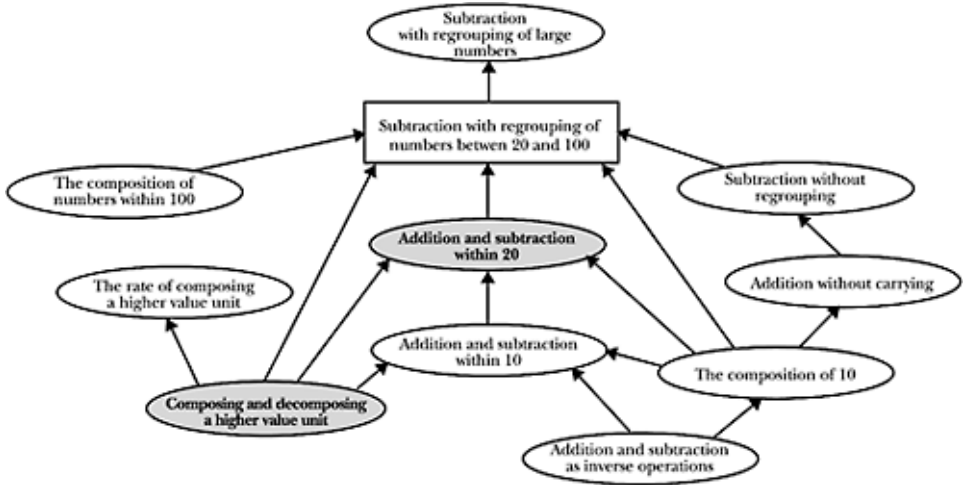 Subtraction
with regrouping of large
numbers
Subtraction with regrouping of
numbers betwen 20 and 100
The composition of
numbers within 100
Subtraction without
regrouping
Addition and subtraction
within 20
The rate of composing
a higher value unit
Addition without carrying
Addition and subtraction
within 10
The composition of 10
Composing and decomposing
a higher value unit
Addition and subtraction
as inverse operations